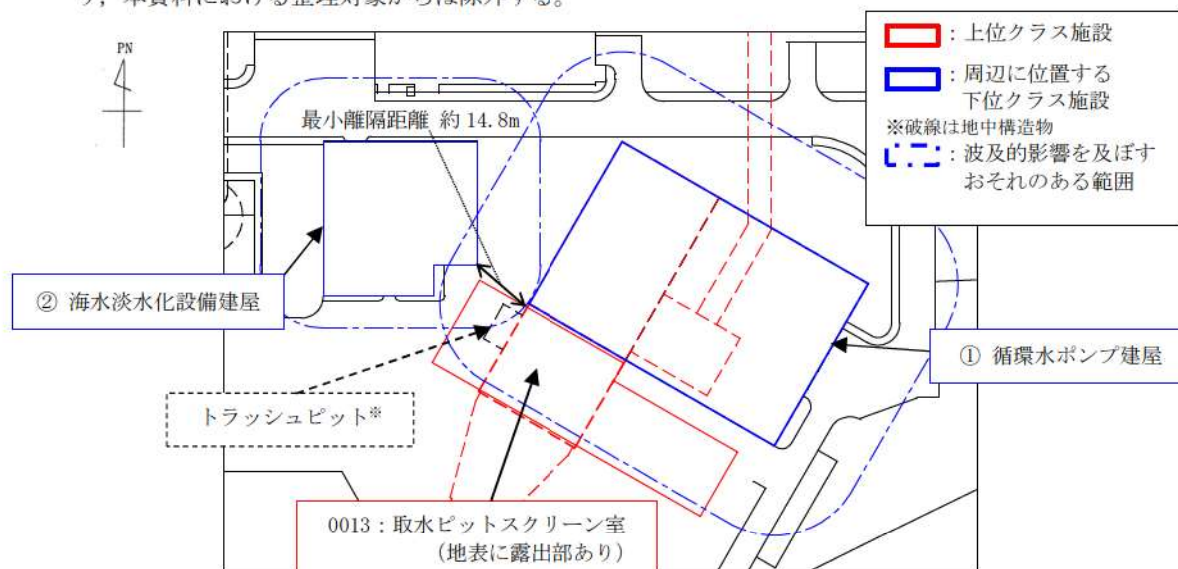 り，本資料における整理対象からは除外する。
PN
最小離隔距離 約 14.8m
：上位クラス施設
：周辺に位置する
下位クラス施設
※破線は地中構造物
：波及的影響を及ぼす
おそれのある範囲
② 海水淡水化設備建屋
① 循環水ポンプ建屋
トラッシュピット※
0013：取水ピットスクリーン室
（地表に露出部あり）